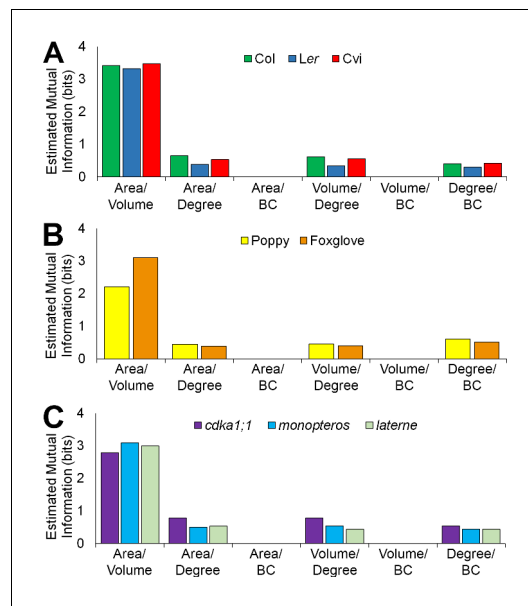 A
Col Ler Cvi
Estimated Mutual
Information (bits)
4
3
2
1
0
Area/ Area/ Area/ Volume/ Volume/ Degree/
Volume Degree BC Degree BC BC
B
Poppy Foxglove
Estimated Mutual
Information (bits)
4
3
2
1
0
Area/ Area/ Area/ Volume/ Volume/ Degree/
Volume Degree BC Degree BC BC
C
cdka1;1 monopteros laterne
Estimated Mutual
Information (bits)
4
3
2
1
0
Area/ Area/ Area/ Volume/ Volume/ Degree/
Volume Degree BC Degree BC BC